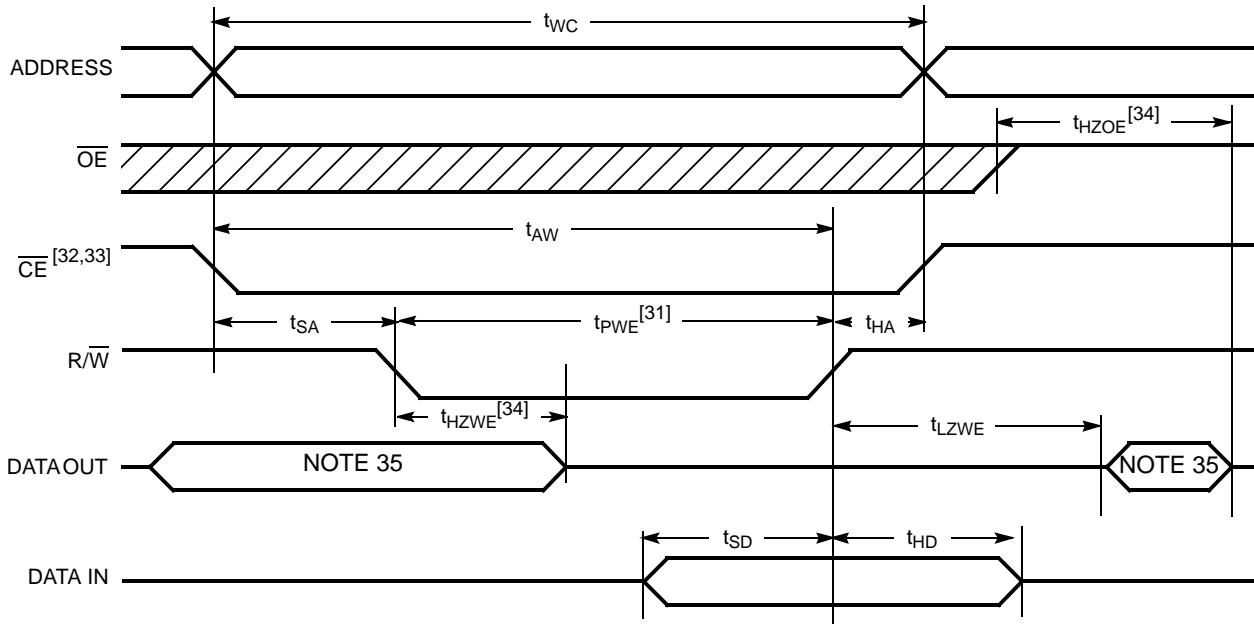 tWC
ADDRESS
tHZOE[34]
OE
tAW
CE [32,33]
tSA
tPWE[31]
tHA
R/W
tHZWE[34]
tLZWE
DATA OUT
NOTE 35
NOTE 35
tSD
tHD
DATA IN